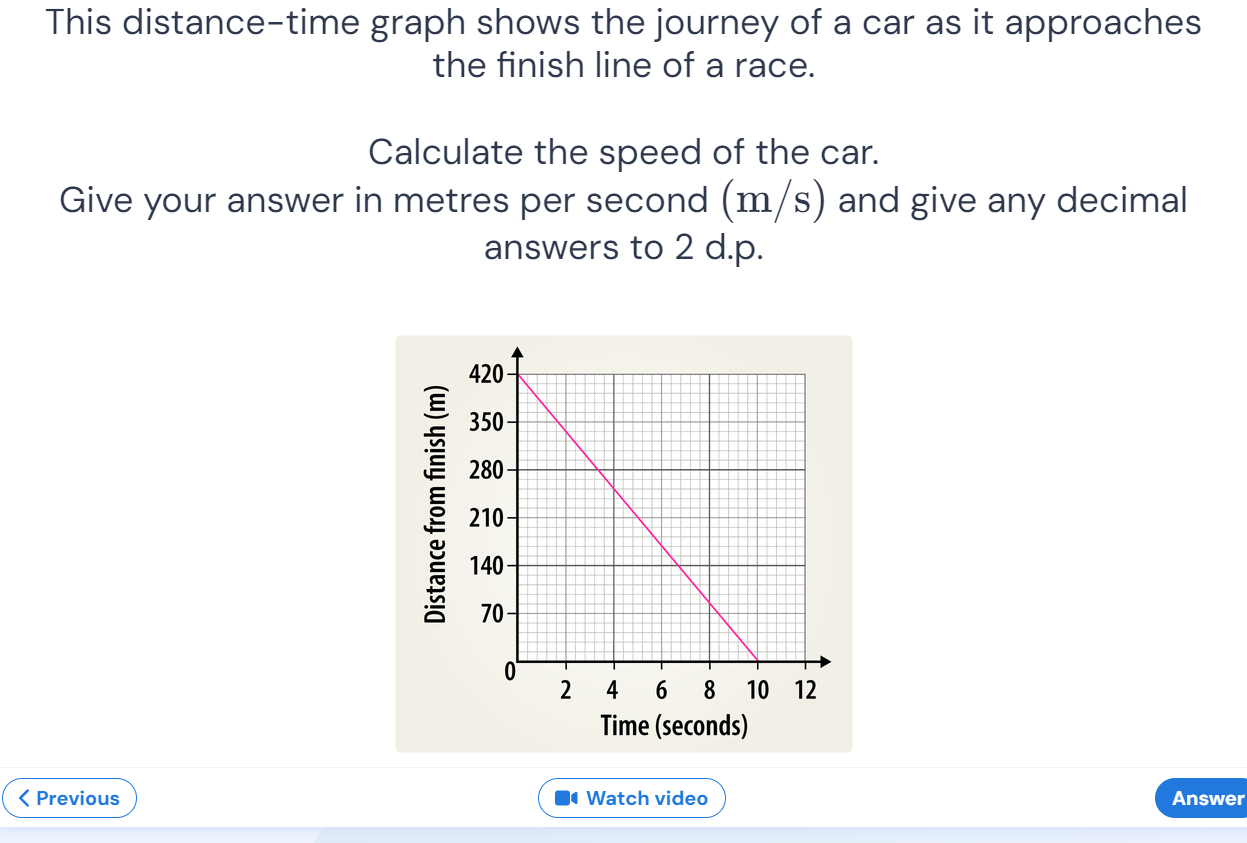 This distance-time graph shows the journey of a car as it approaches
the finish line of a race.
Calculate the speed of the car.
Give your answer in metres per second (m/s) and give any decimal
answers to 2 d.p.
420
350
280
210
140
70
0
Distance from finish (m)
2 4 6 8 10 12
Time (seconds)
Previous
Watch video
Answer